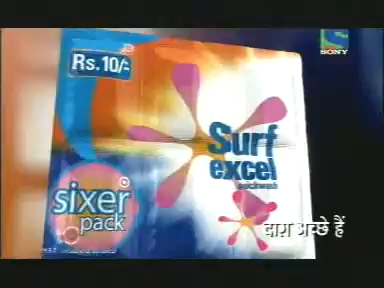 Rs.10/-
SONY
Surf
excel
quickwash
sixer
pack
दाग़ अच्छे हैं